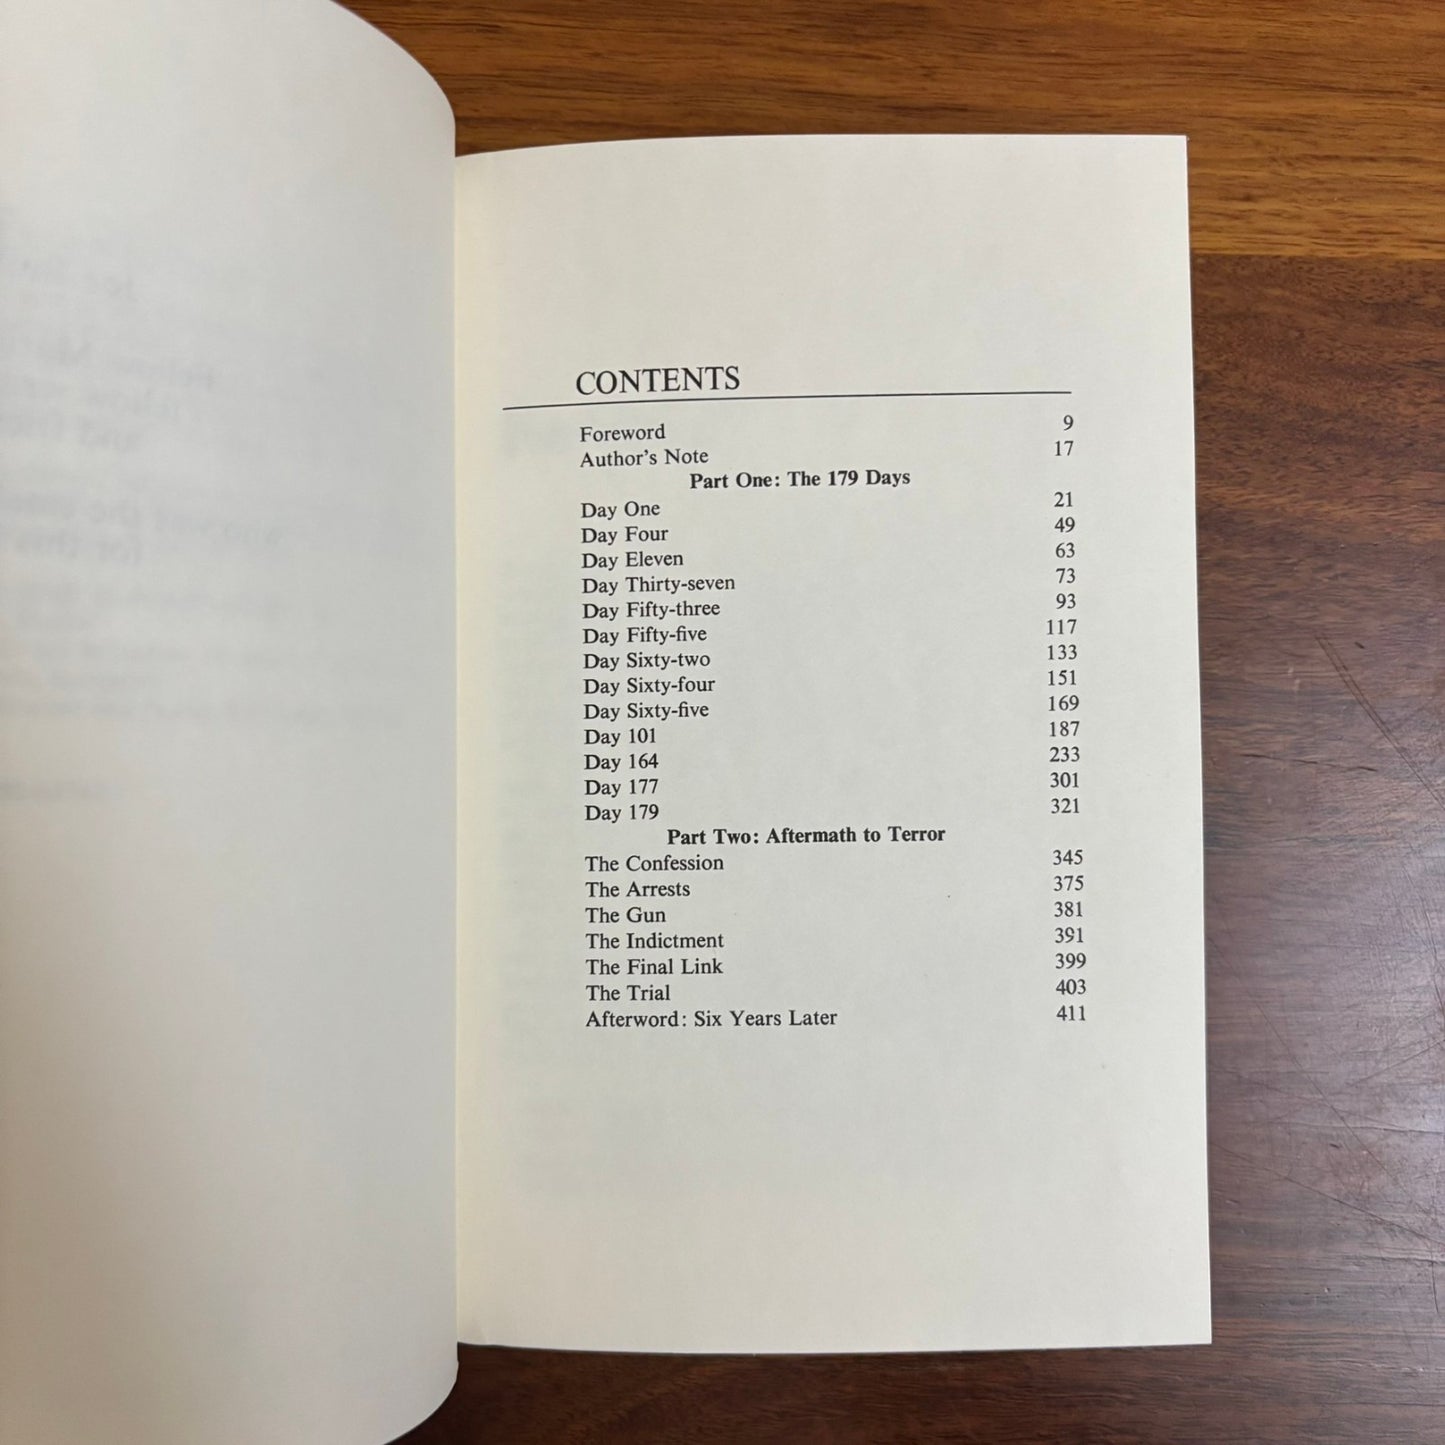 CONTENTS
Foreword 9
Author's Note 17
Part One: The 179 Days
Day One 21
Day Four 49
Day Eleven 63
Day Thirty-seven 73
Day Fifty-three 93
Day Fifty-five 117
Day Sixty-two 133
Day Sixty-four 151
Day Sixty-five 169
Day 101 187
Day 164 233
Day 177 301
Day 179 321
Part Two: Aftermath to Terror
The Confession 345
The Arrests 375
The Gun 381
The Indictment 391
The Final Link 399
The Trial 403
Afterword: Six Years Later 411